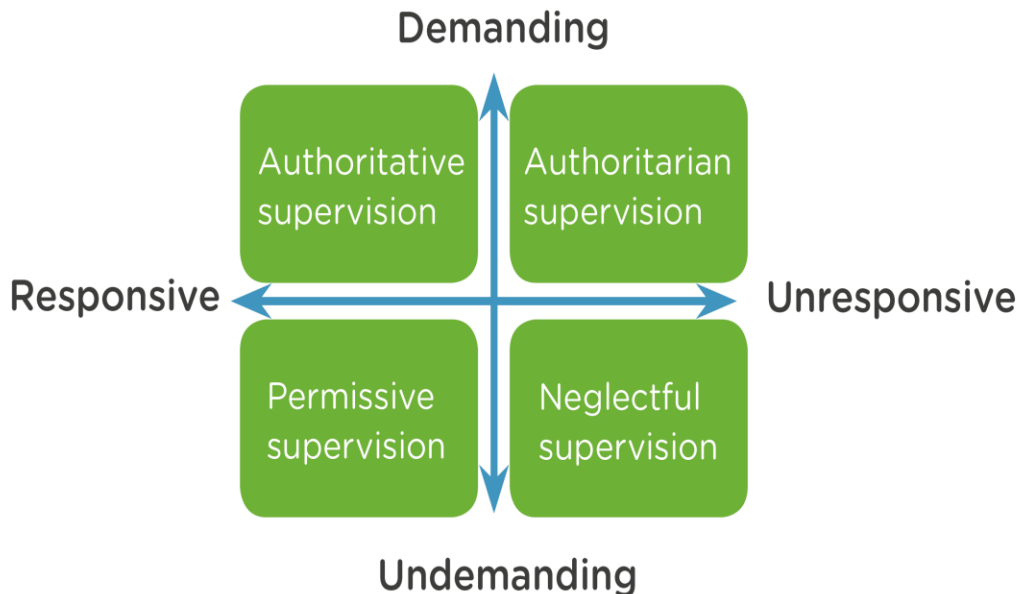 Demanding
Authoritative
supervision
Authoritarian
supervision
Responsive
Unresponsive
Permissive
supervision
Neglectful
supervision
Undemanding